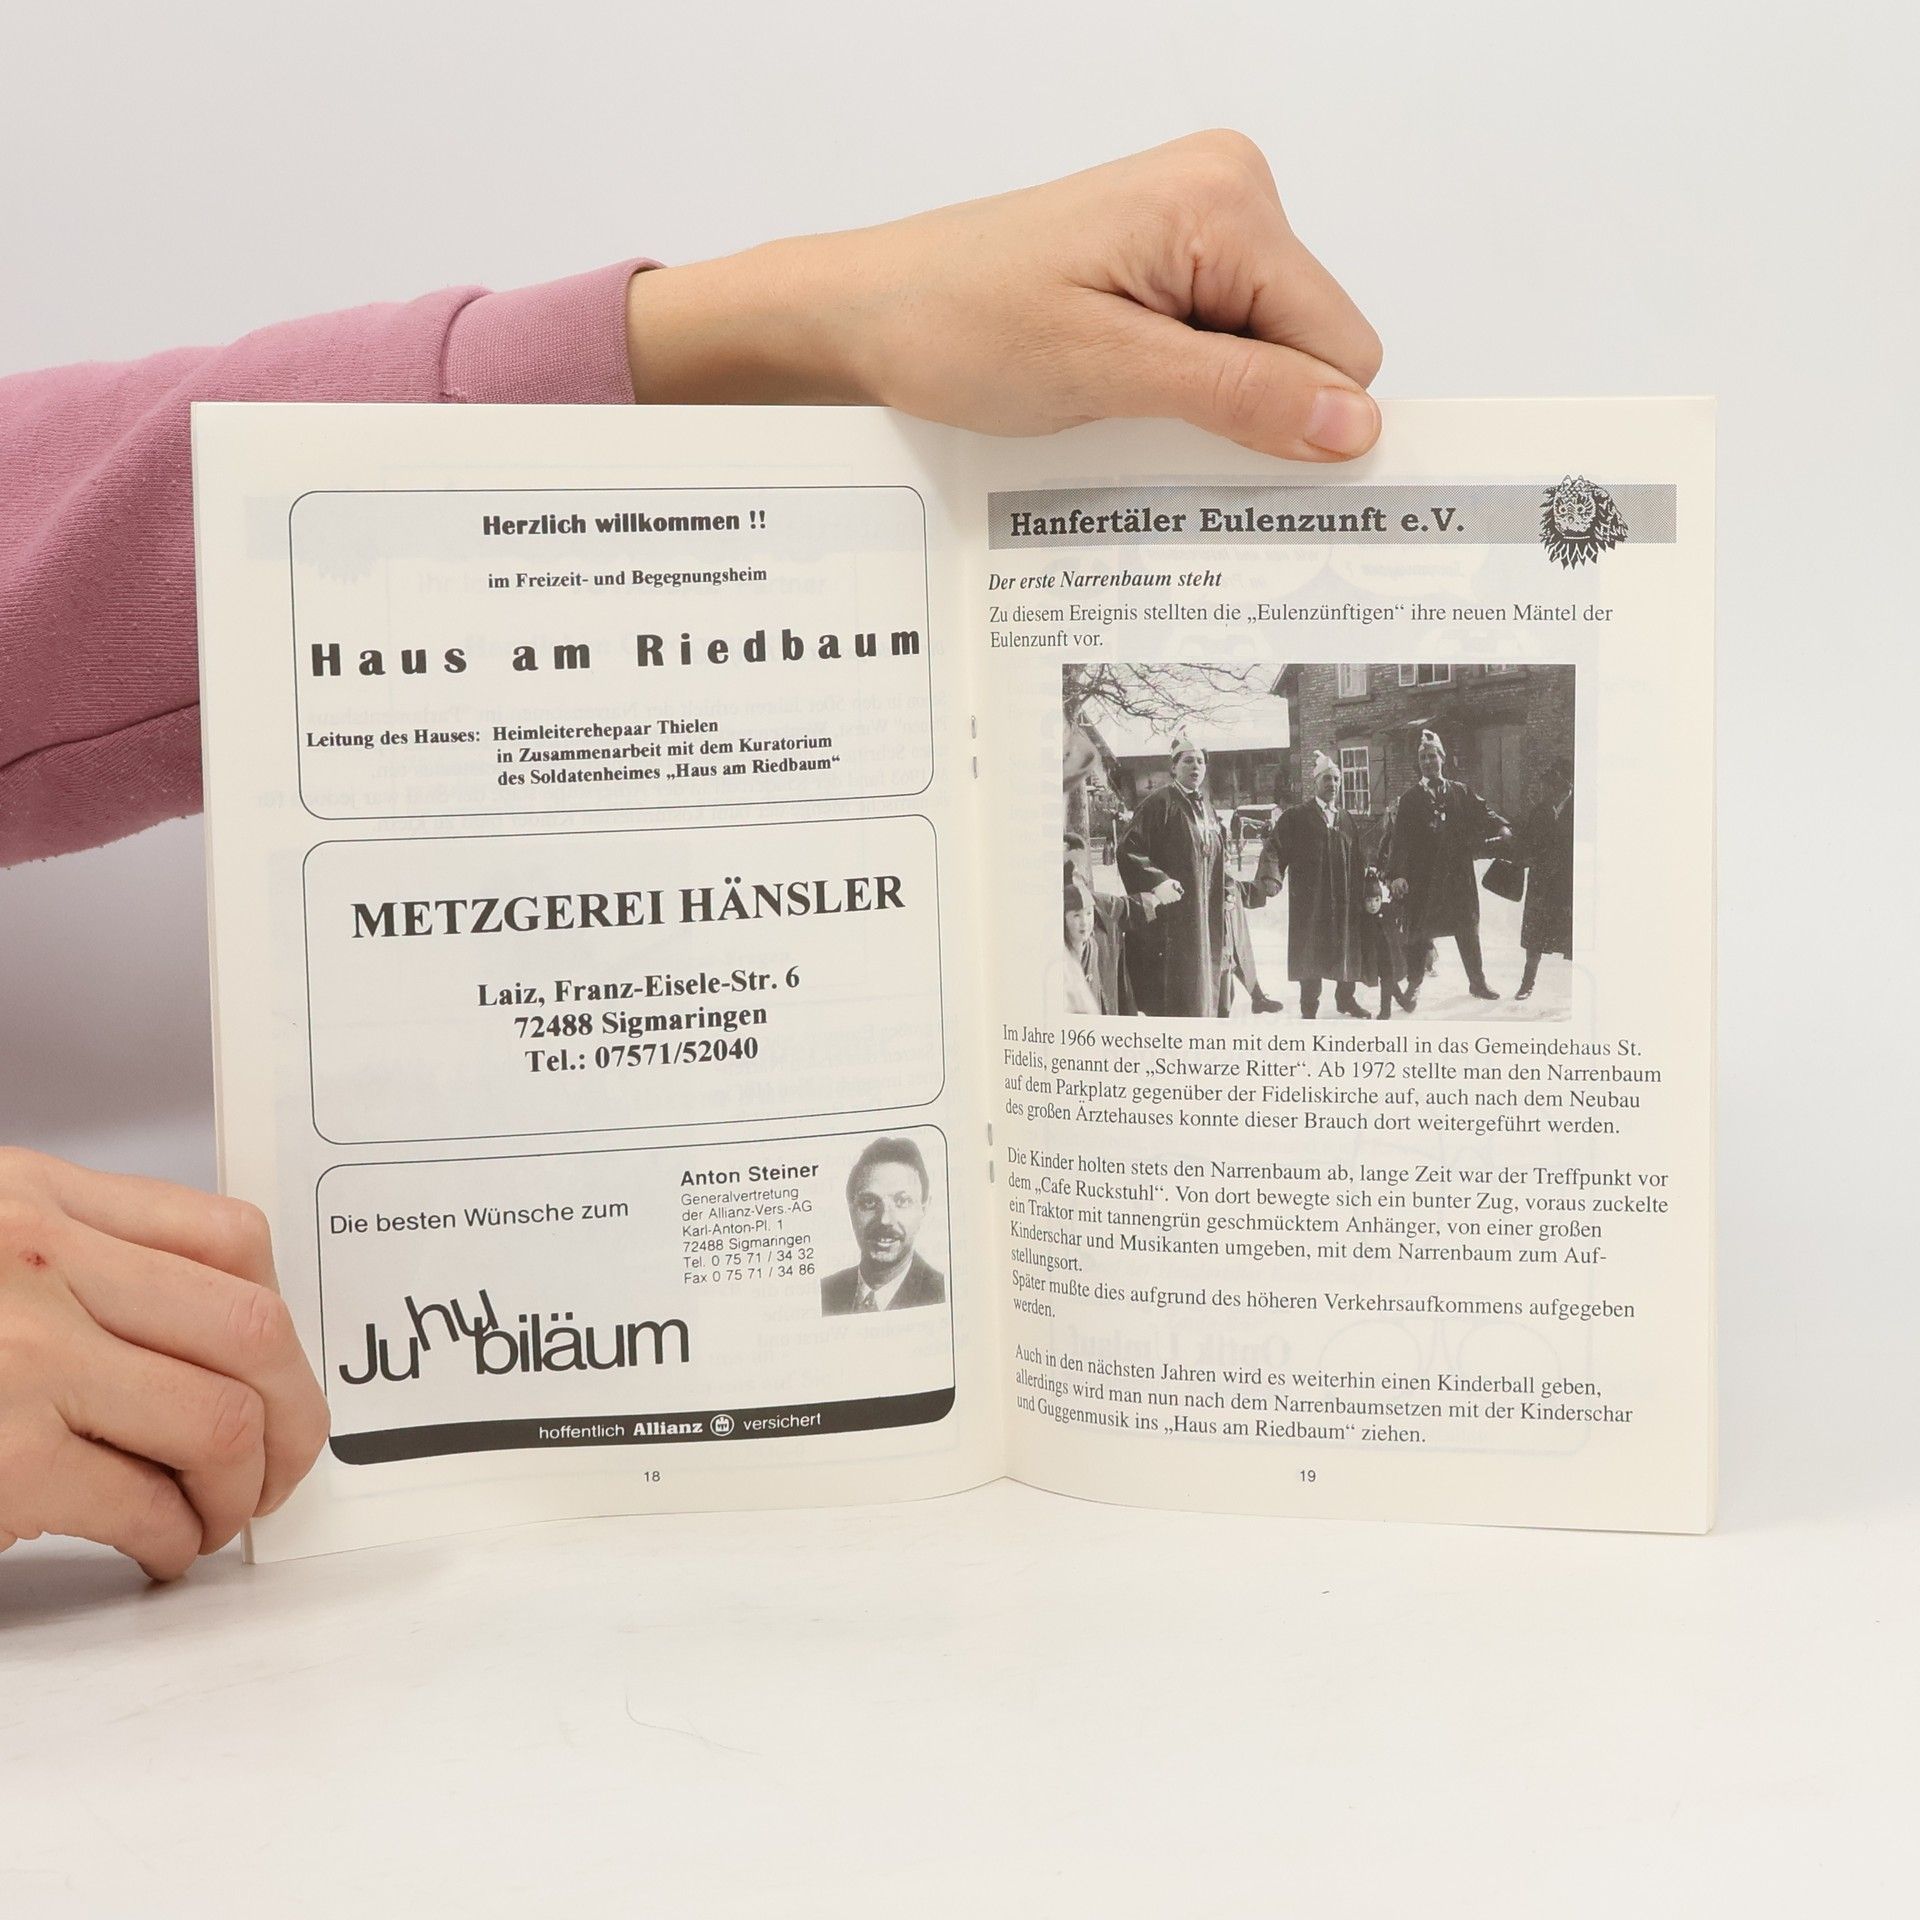 Herzlich willkommen !!
im Freizeit- und Begegnungsheim
Haus am Riedbaum
Leitung des Hauses: Heimleiterehepaar Thielen
in Zusammenarbeit mit dem Kuratorium
des Soldatenheimes „Haus am Riedbaum“
METZGEREI HÄNSLER
Laiz, Franz-Eisele-Str. 6
72488 Sigmaringen
Tel.: 07571/52040
Die besten Wünsche zum
Anton Steiner
Generalvertretung
der Allianz-Vers.-AG
Karl-Anton-Pl. 1
72488 Sigmaringen
Tel. 0 75 71 / 34 32
Fax 0 75 71 / 34 86
Juhubiläum
hoffentlich Allianz versichert
18
Hanfertäler Eulenzunft e.V.
Der erste Narrenbaum steht
Zu diesem Ereignis stellten die „Eulenzünftigen“ ihre neuen Mäntel der
Eulenzunft vor.
Im Jahre 1966 wechselte man mit dem Kinderball in das Gemeindehaus St.
Fidelis, genannt der „Schwarze Ritter“. Ab 1972 stellte man den Narrenbaum
auf dem Parkplatz gegenüber der Fideliskirche auf, auch nach dem Neubau
des großen Ärztehauses konnte dieser Brauch dort weitergeführt werden.
Die Kinder holten stets den Narrenbaum ab, lange Zeit war der Treffpunkt vor
dem „Cafe Ruckstuhl“. Von dort bewegte sich ein bunter Zug, voraus zuckelte
ein Traktor mit tannengrün geschmücktem Anhänger, von einer großen
Kinderschar und Musikanten umgeben, mit dem Narrenbaum zum Auf-
stellungsort.
Später mußte dies aufgrund des höheren Verkehrsaufkommens aufgegeben
werden.
Auch in den nächsten Jahren wird es weiterhin einen Kinderball geben,
allerdings wird man nun nach dem Narrenbaumsetzen mit der Kinderschar
und Guggenmusik ins „Haus am Riedbaum“ ziehen.
19